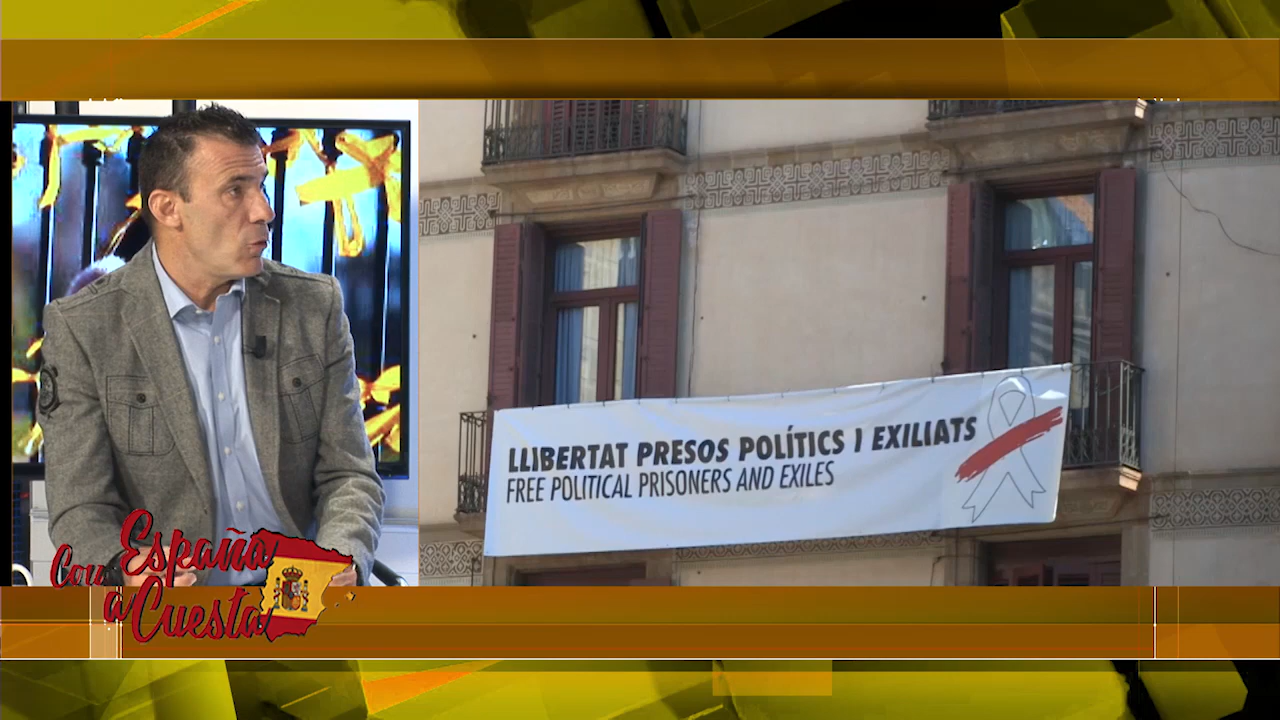 LLIBERTAT PRESOS POLÍTICS I EXILIATS
FREE POLITICAL PRISONERS AND EXILES
Con España
a Cuesta